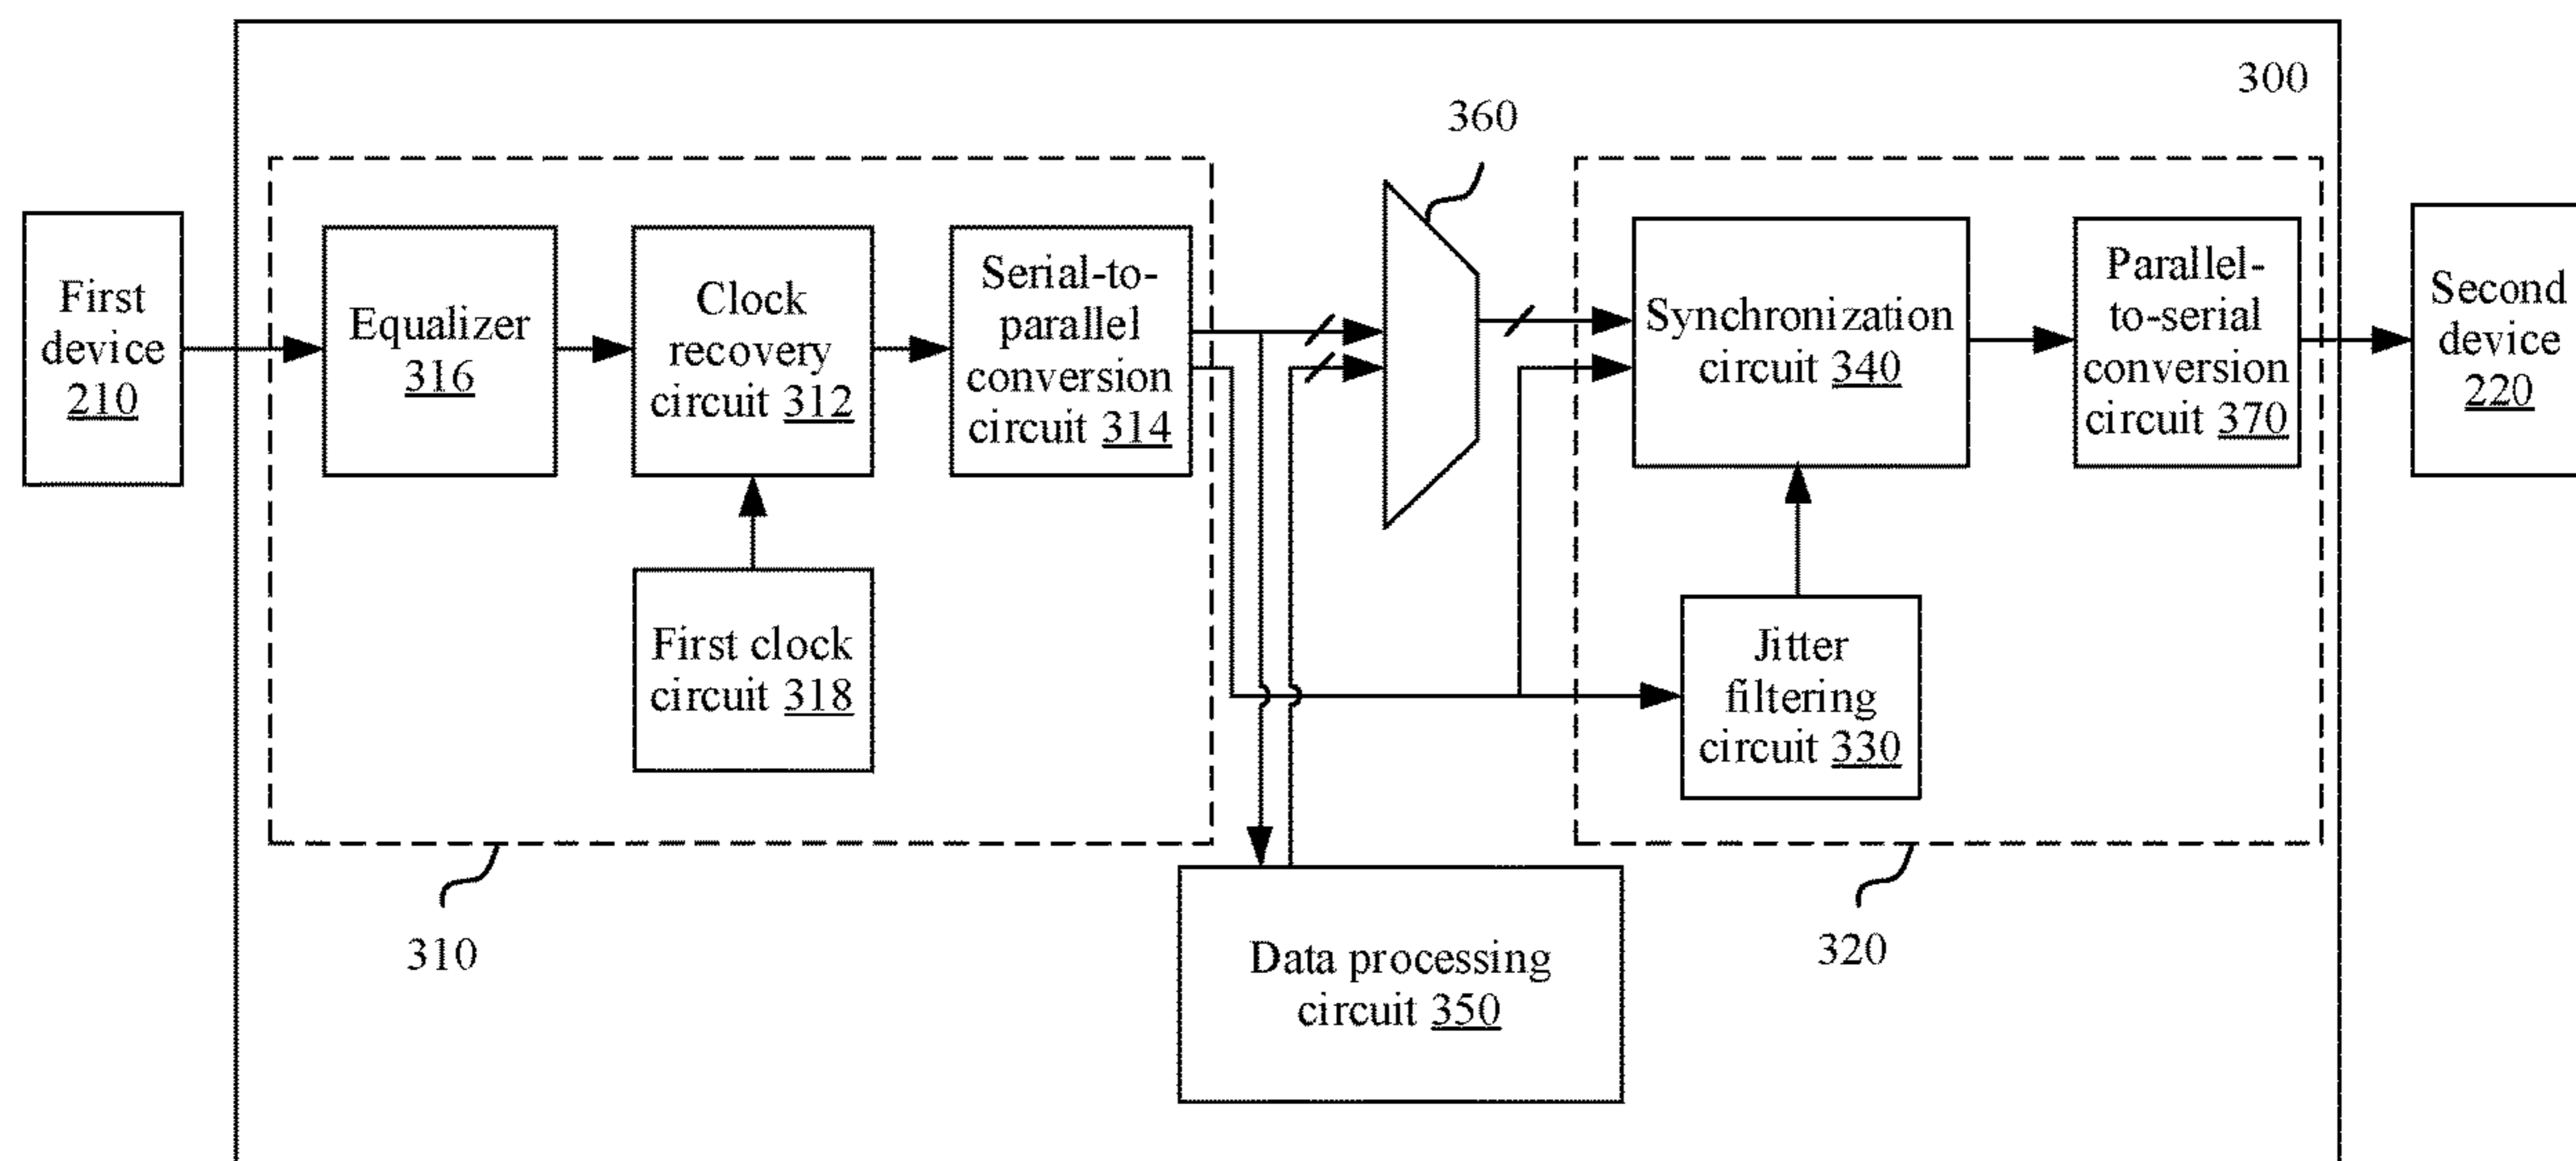 300
360
First
device
210
Equalizer
316
Clock
recovery
circuit 312
Serial-to-
parallel
conversion
circuit 314
Synchronization
circuit 340
Parallel-
to-serial
conversion
circuit 370
Second
device
220
First clock
circuit 318
Jitter
filtering
circuit 330
310
320
Data processing
circuit 350